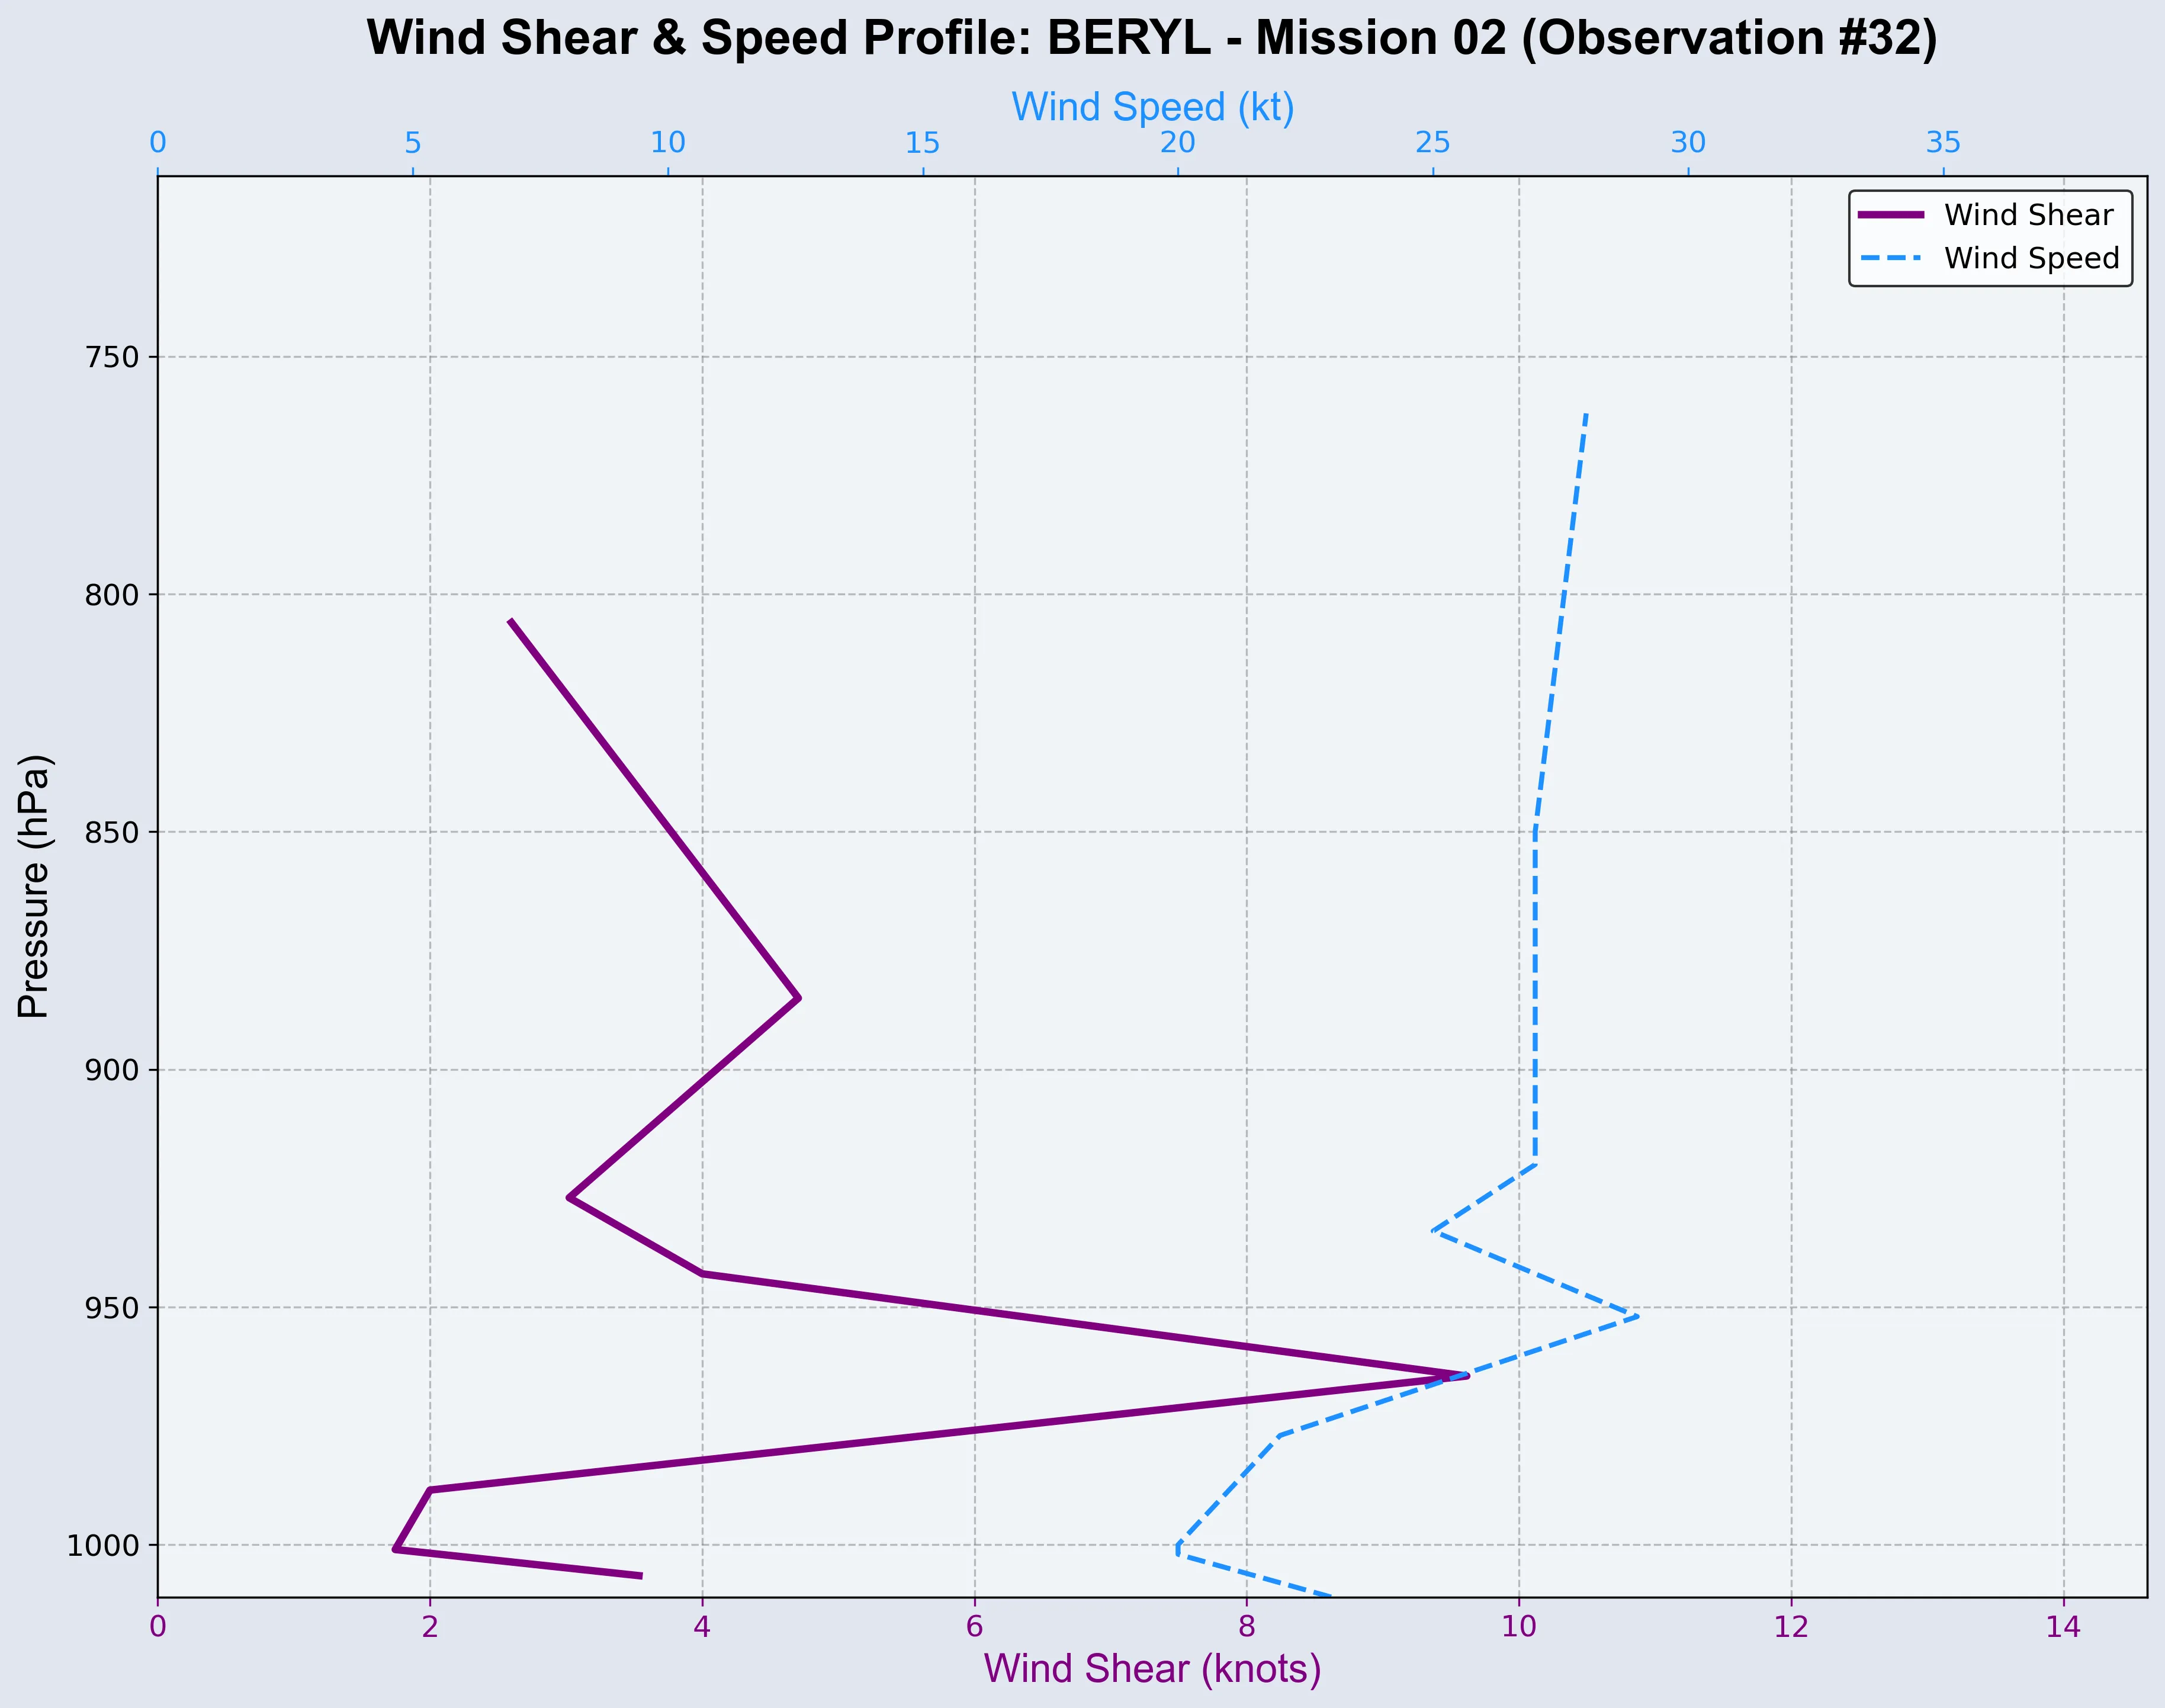 Wind Shear & Speed Profile: BERYL - Mission 02 (Observation #32)
Wind Speed (kt)
0 5 10 15 20 25 30 35
Wind Shear
Wind Speed
750
800
850
900
950
1000
Pressure (hPa)
0 2 4 6 8 10 12 14
Wind Shear (knots)